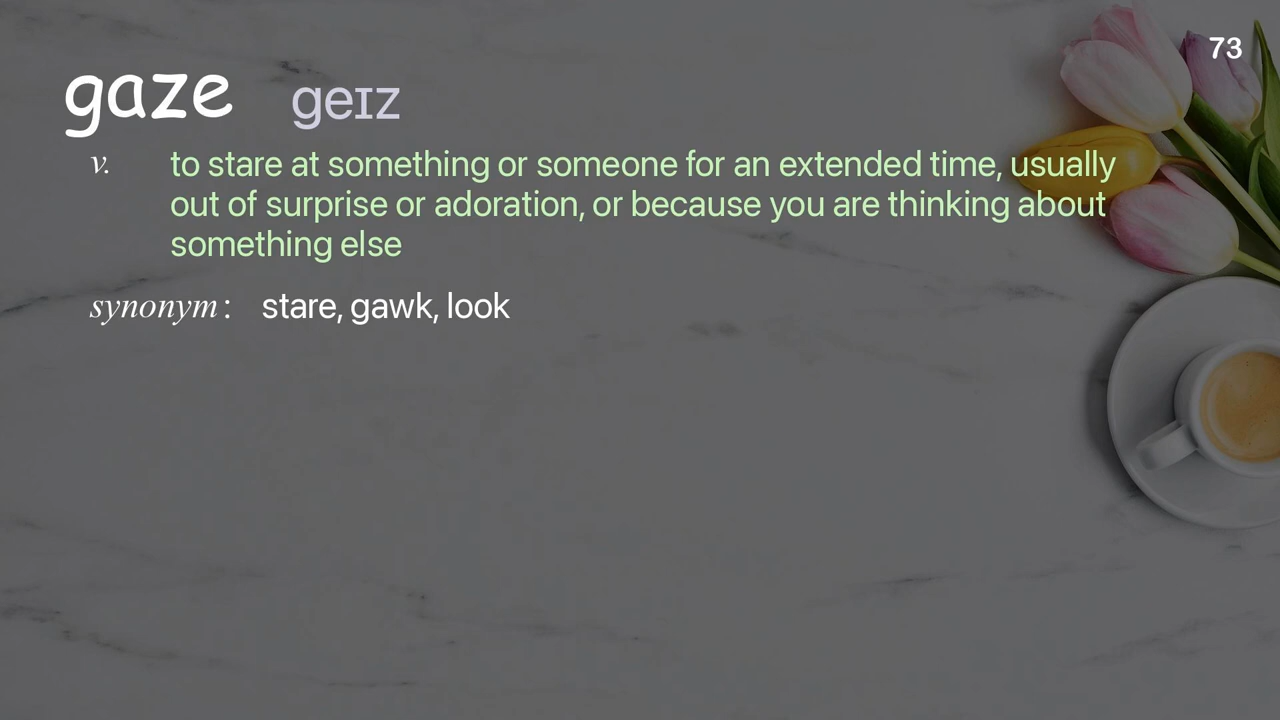 73
gaze geɪz
v. to stare at something or someone for an extended time, usually
out of surprise or adoration, or because you are thinking about
something else
synonym: stare, gawk, look